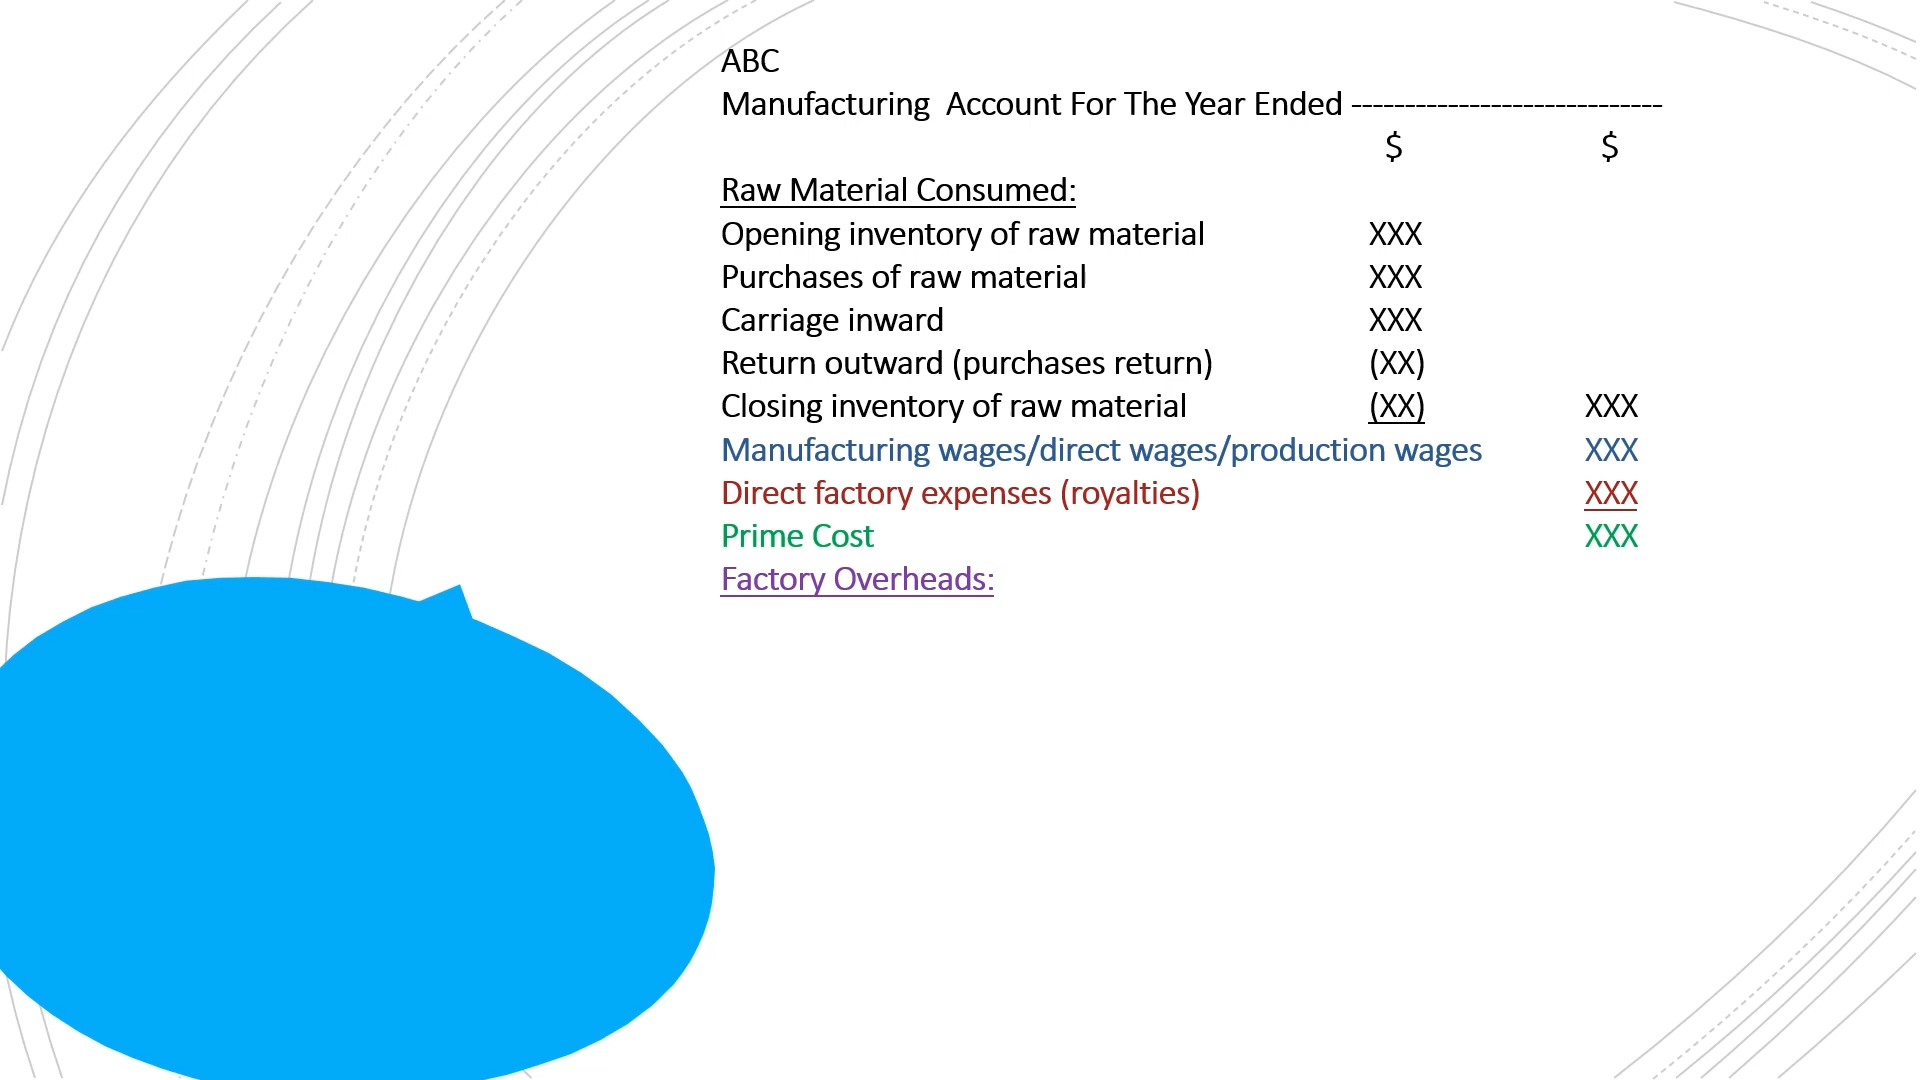 ABC
Manufacturing  Account For The Year Ended -----------------------------
$ $
Raw Material Consumed:
Opening inventory of raw material XXX
Purchases of raw material XXX
Carriage inward XXX
Return outward (purchases return) (XX)
Closing inventory of raw material (XX) XXX
Manufacturing wages/direct wages/production wages XXX
Direct factory expenses (royalties) XXX
Prime Cost XXX
Factory Overheads: